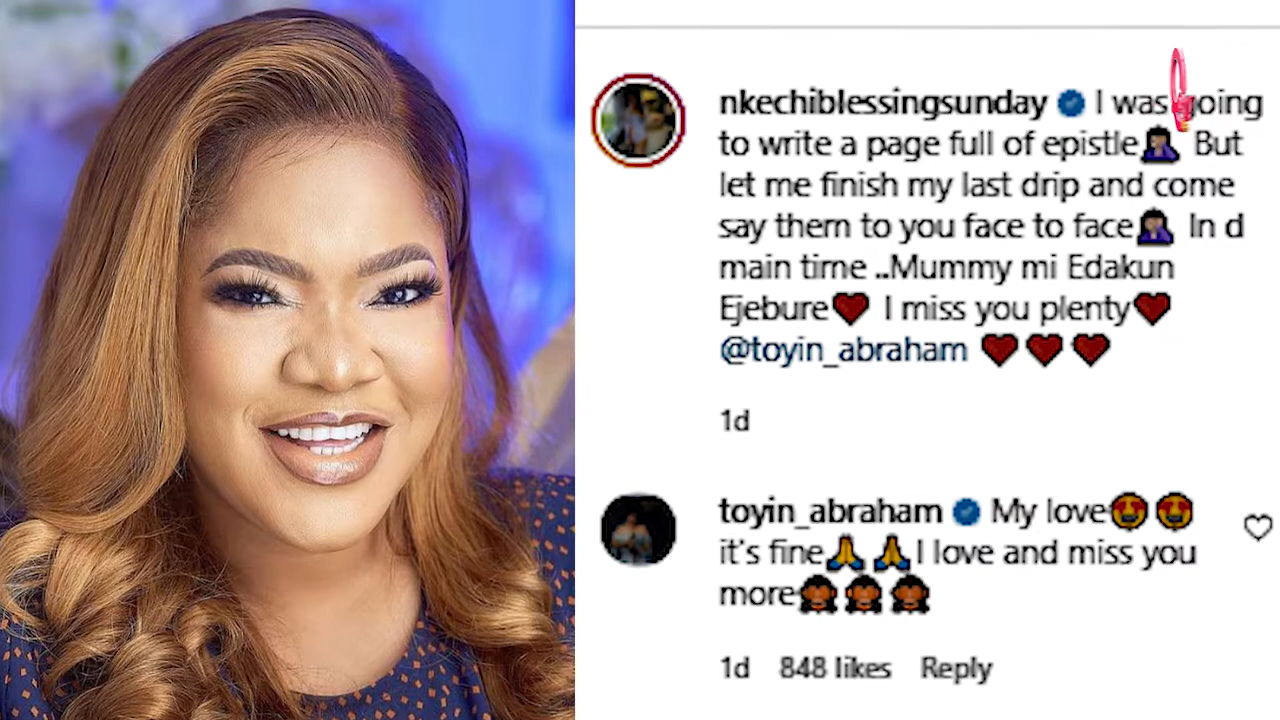 nkechiblessingsunday I was going
to write a page full of epistle🤦🏻‍♀️ But
let me finish my last drip and come
say them to you face to face🤦🏻‍♀️ In d
main time ..Mummy mi Edakun
Ejebure❤️ I miss you plenty❤️
@toyin_abraham ❤️❤️❤️
1d
toyin_abraham My love😍😍
it's fine🙏🙏I love and miss you
more🙈🙈🙈
1d 848 likes Reply